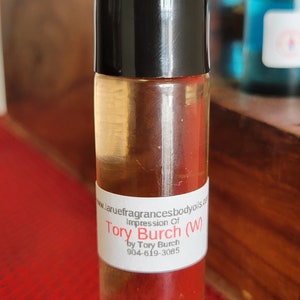 www.laruefragrancesbodyoils.com
Impression Of
Tory Burch (W)
by Tory Burch
904-619-3085